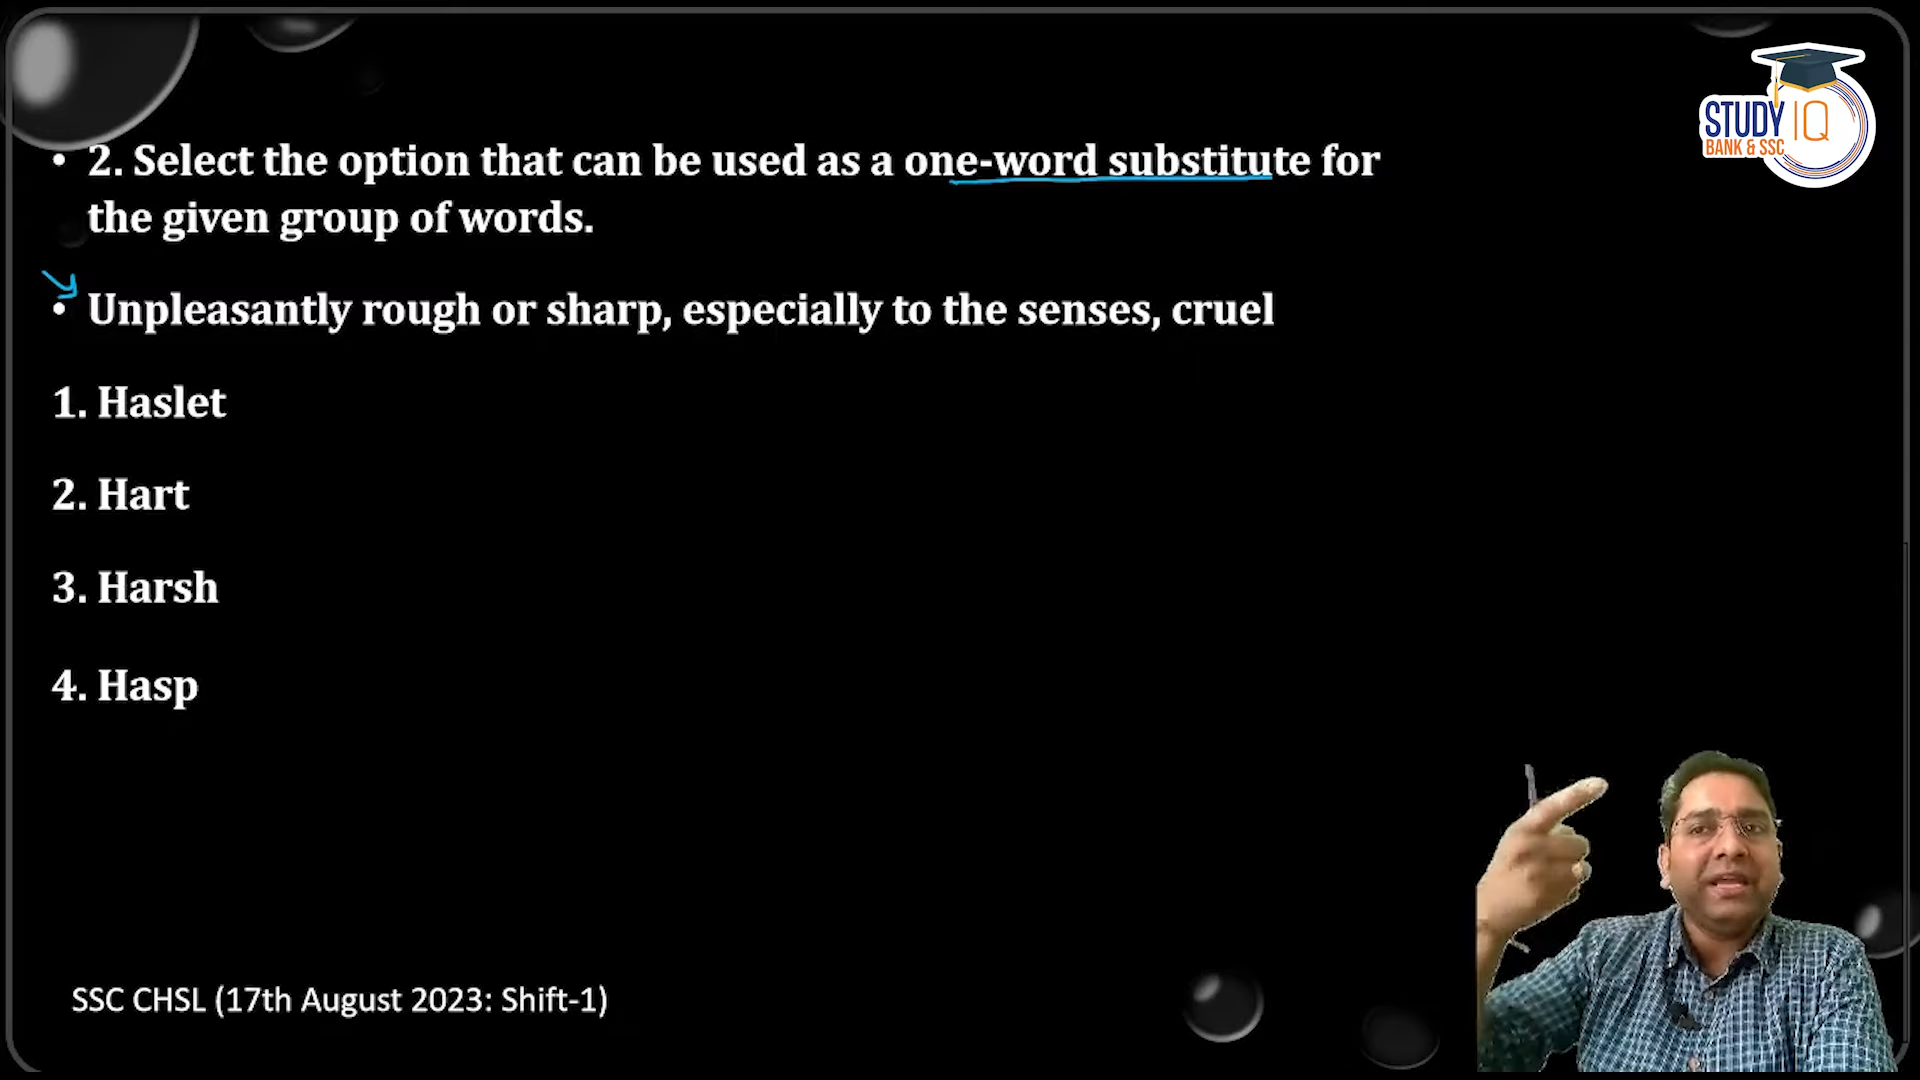 STUDY IQ
BANK & SSC
• 2. Select the option that can be used as a one-word substitute for
the given group of words.
• Unpleasantly rough or sharp, especially to the senses, cruel
1. Haslet
2. Hart
3. Harsh
4. Hasp
SSC CHSL (17th August 2023: Shift-1)